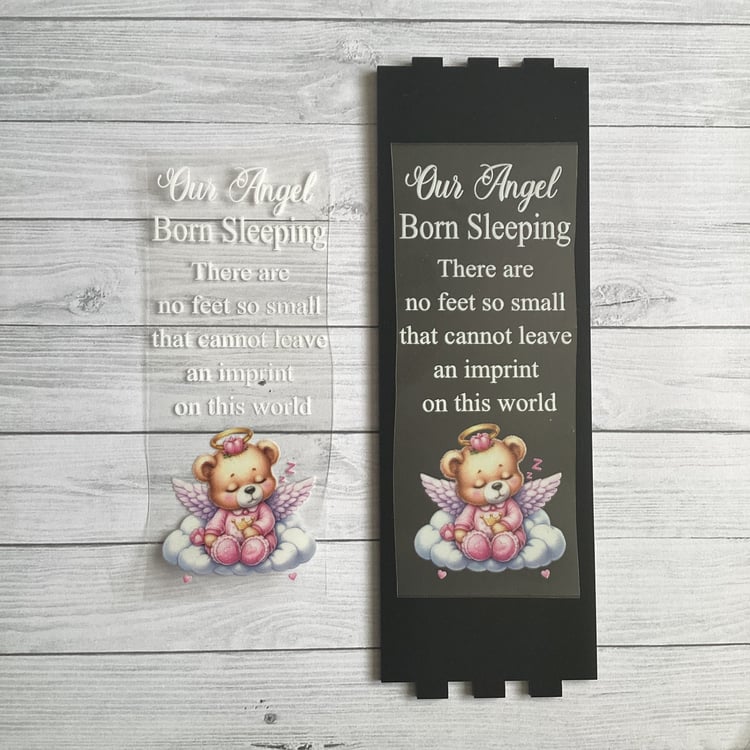 Our Angel
Born Sleeping
There are
no feet so small
that cannot leave
an imprint
on this world
z
z
Our Angel
Born Sleeping
There are
no feet so small
that cannot leave
an imprint
on this world
z
z